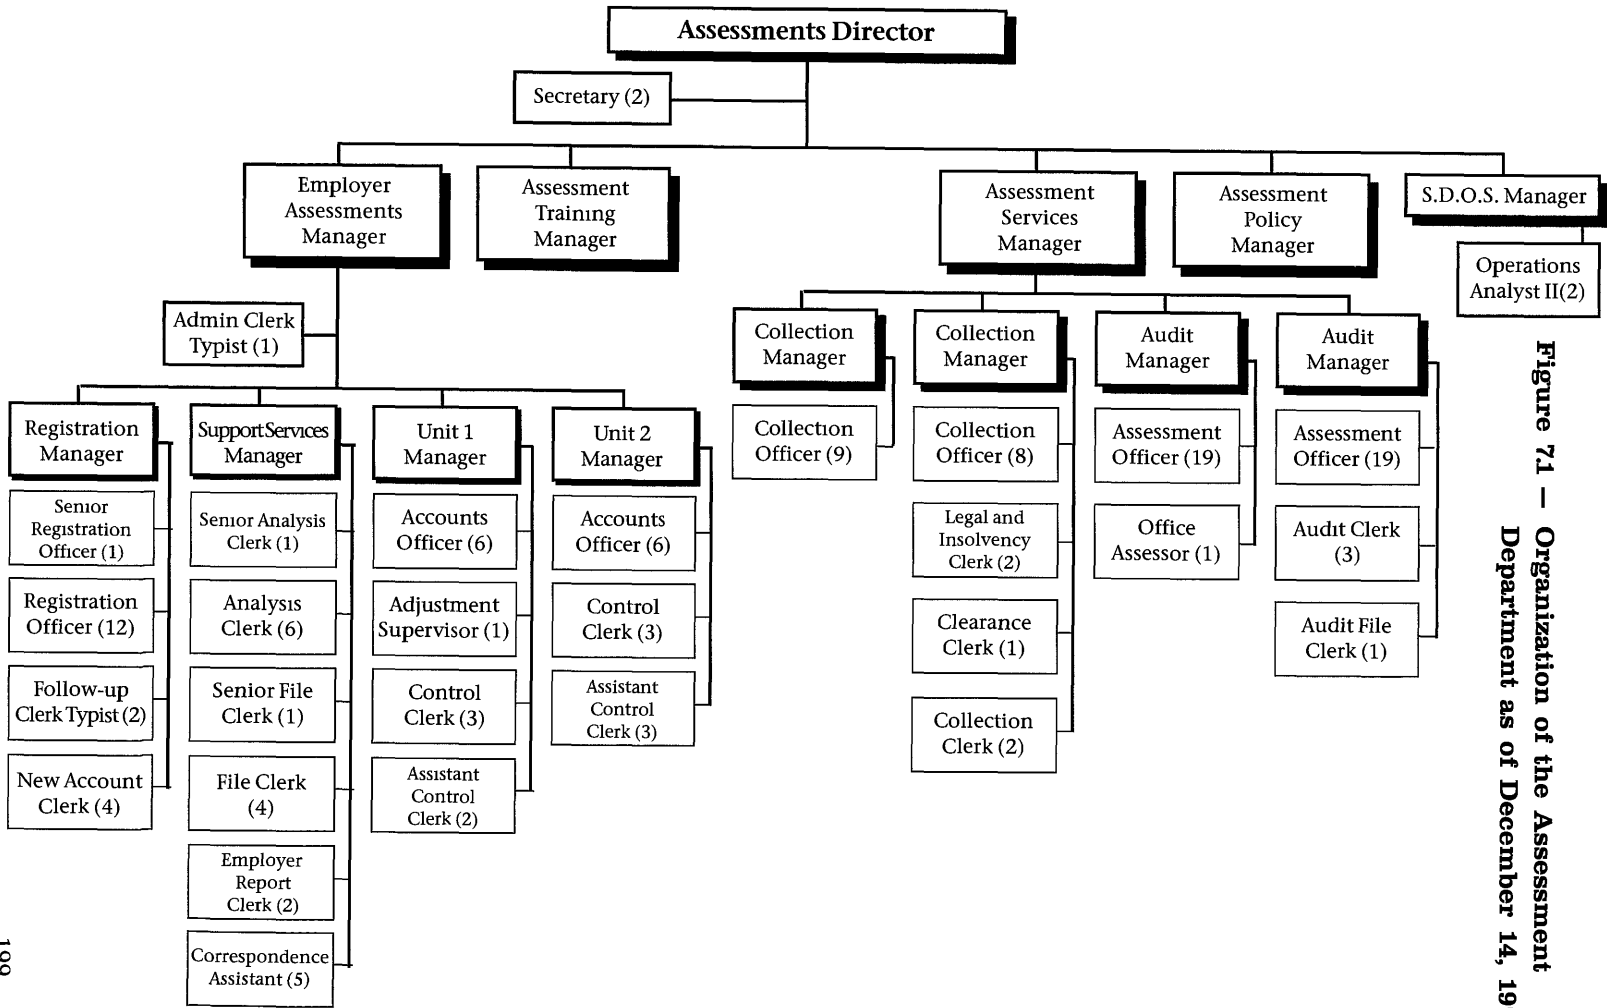 Assessments Director
Secretary (2)
Employer
Assessments
Manager
Assessment
Training
Manager
Assessment
Services
Manager
Assessment
Policy
Manager
S.D.O.S. Manager
Operations
Analyst II(2)
Admin Clerk
Typist (1)
Registration
Manager
Senior
Registration
Officer (1)
Registration
Officer (12)
Follow-up
Clerk Typist (2)
New Account
Clerk (4)
Support Services
Manager
Senior Analysis
Clerk (1)
Analysis
Clerk (6)
Senior File
Clerk (1)
File Clerk
(4)
Employer
Report
Clerk (2)
Correspondence
Assistant (5)
Unit 1
Manager
Accounts
Officer (6)
Adjustment
Supervisor (1)
Control
Clerk (3)
Assistant
Control
Clerk (2)
Unit 2
Manager
Accounts
Officer (6)
Control
Clerk (3)
Assistant
Control
Clerk (3)
Collection
Manager
Collection
Officer (9)
Collection
Manager
Collection
Officer (8)
Legal and
Insolvency
Clerk (2)
Clearance
Clerk (1)
Collection
Clerk (2)
Audit
Manager
Assessment
Officer (19)
Office
Assessor (1)
Audit
Manager
Assessment
Officer (19)
Audit Clerk
(3)
Audit File
Clerk (1)
Figure 7.1 — Organization of the Assessment
Department as of December 14, 19
199